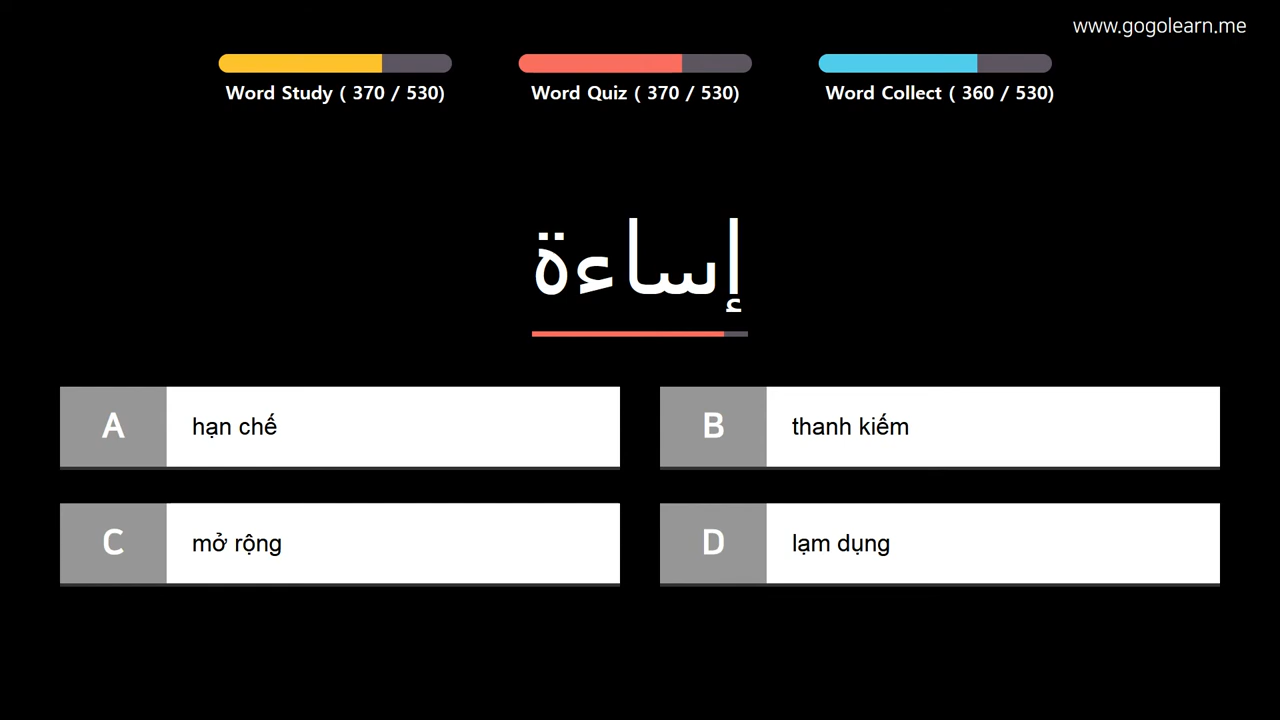 www.gogolearn.me
Word Study ( 370 / 530)
Word Quiz ( 370 / 530)
Word Collect ( 360 / 530)
إساءة
A hạn chế
B thanh kiếm
C mở rộng
D lạm dụng